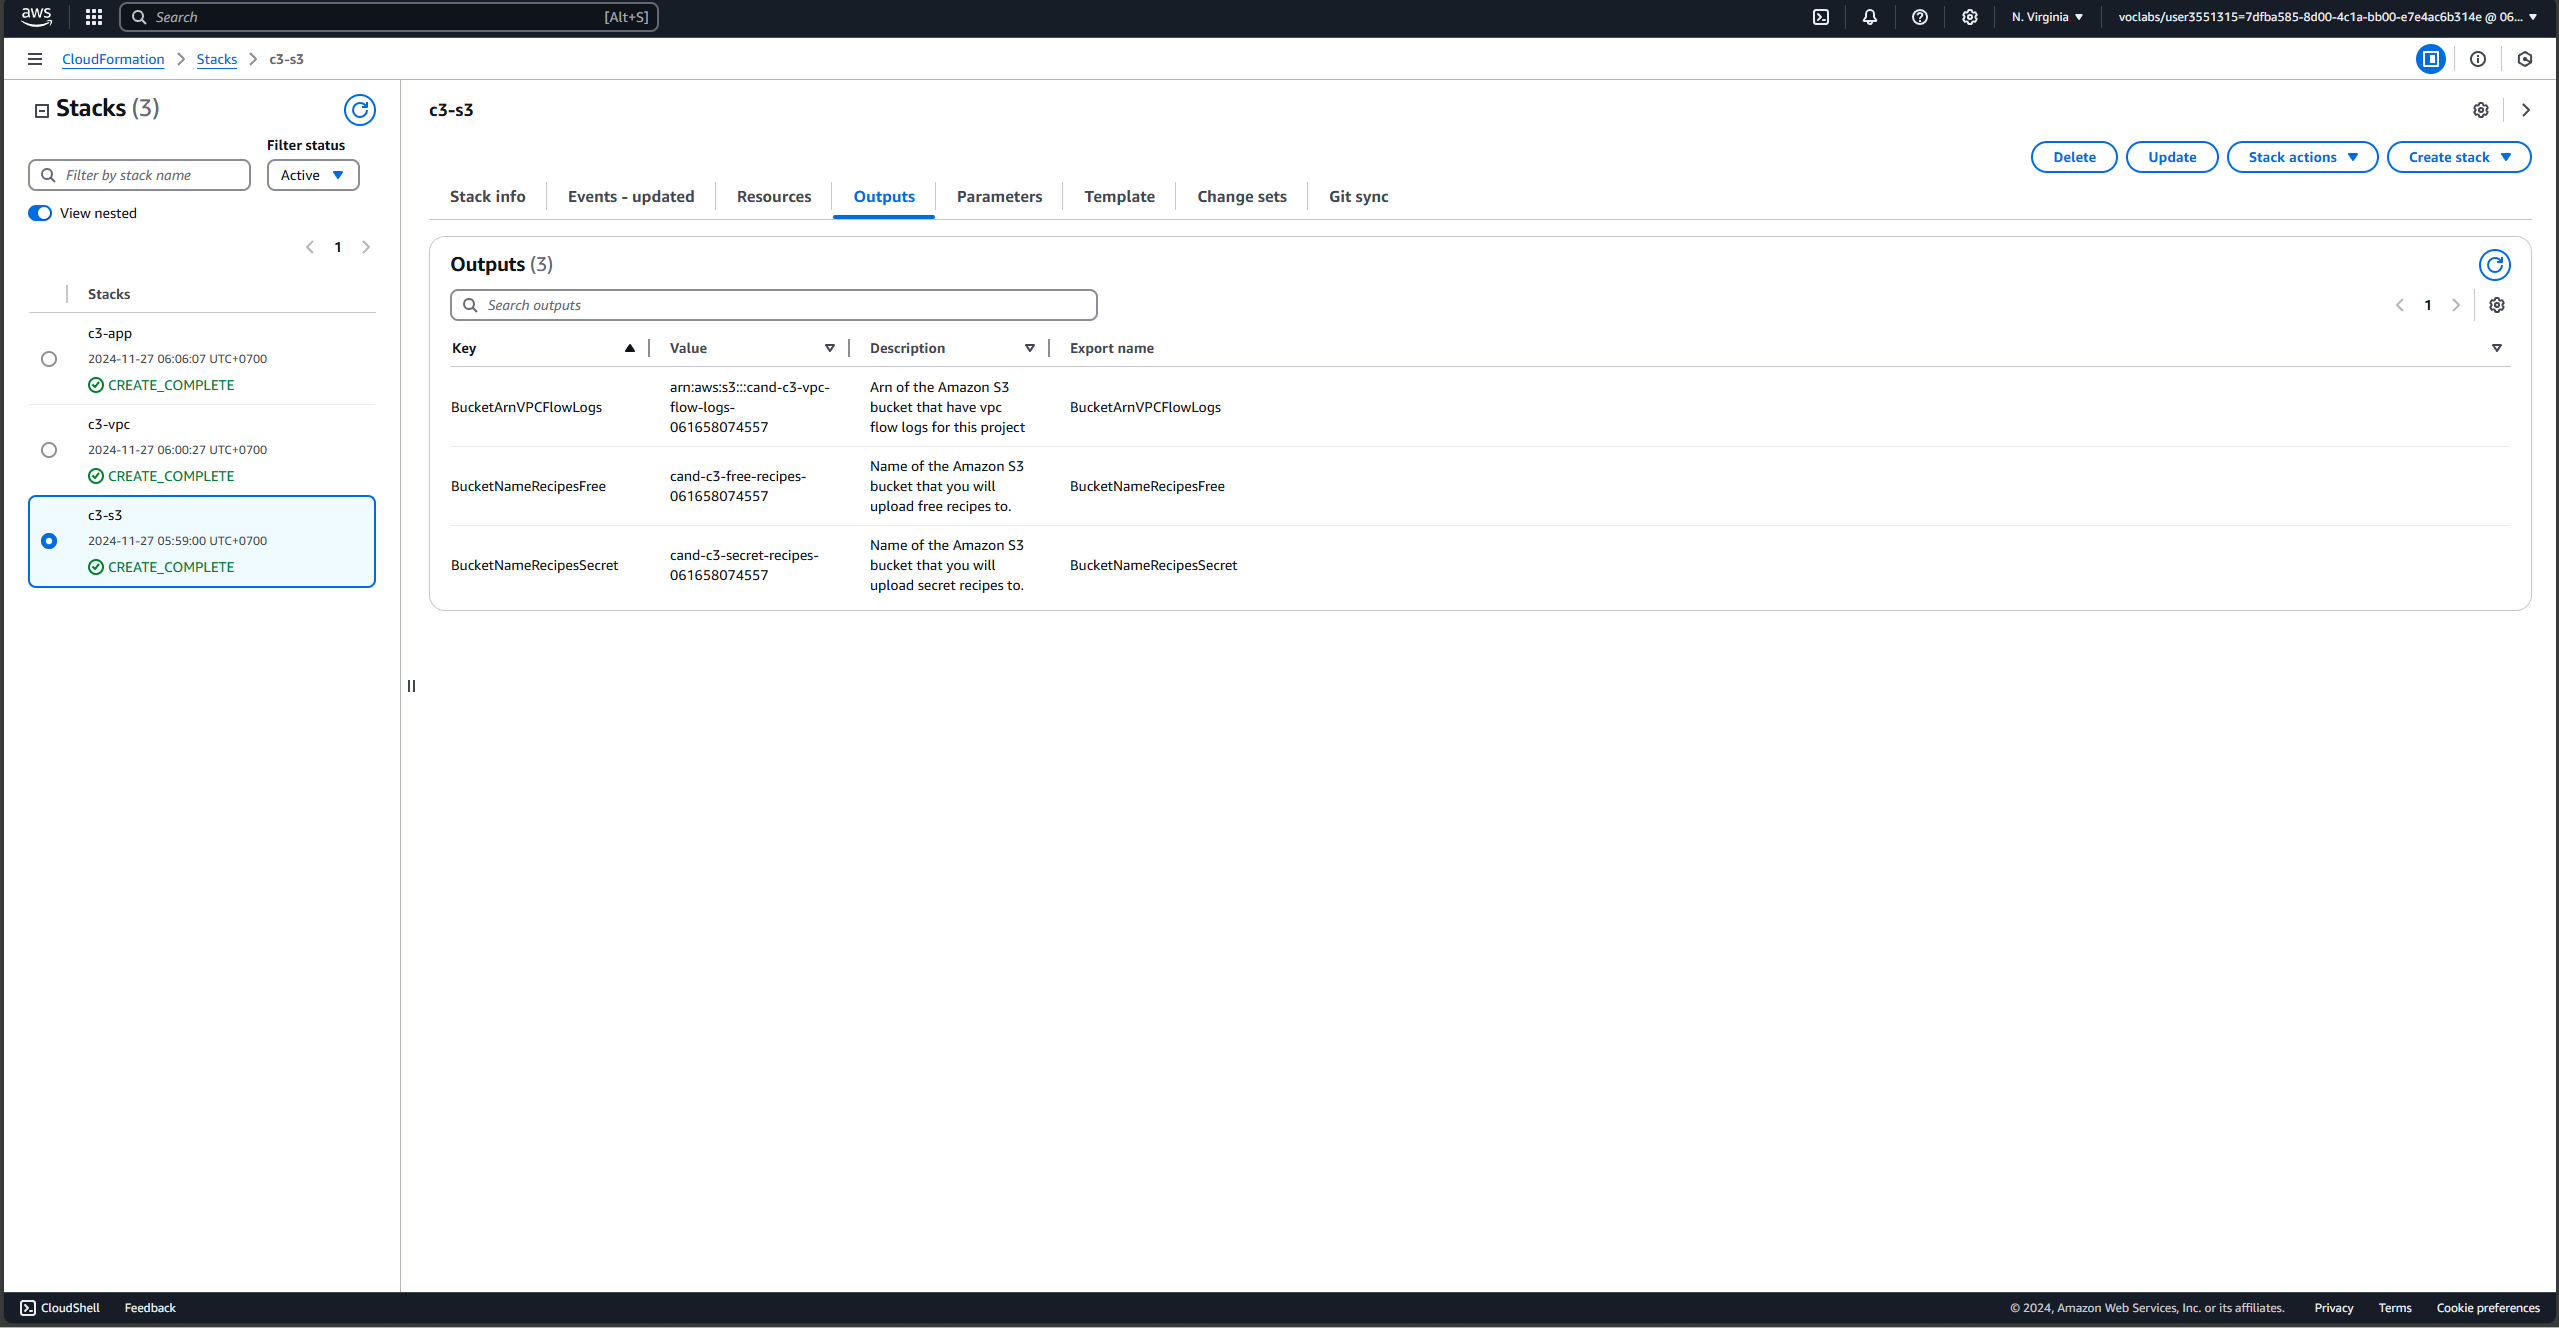 aws
Search [Alt+S]
N. Virginia
voclabs/user3551315=7dfba585-8d00-4c1a-bb00-e7e4ac6b314e @ 06...
CloudFormation
Stacks
c3-s3
Stacks (3)
Filter status
Filter by stack name
Active
View nested
1
Stacks
c3-app
2024-11-27 06:06:07 UTC+0700
CREATE_COMPLETE
c3-vpc
2024-11-27 06:00:27 UTC+0700
CREATE_COMPLETE
c3-s3
2024-11-27 05:59:00 UTC+0700
CREATE_COMPLETE
c3-s3
Delete
Update
Stack actions
Create stack
Stack info
Events - updated
Resources
Outputs
Parameters
Template
Change sets
Git sync
Outputs (3)
Search outputs
1
Key
Value
Description
Export name
BucketArnVPCFlowLogs
arn:aws:s3:::cand-c3-vpc-
flow-logs-
061658074557
Arn of the Amazon S3
bucket that have vpc
flow logs for this project
BucketArnVPCFlowLogs
BucketNameRecipesFree
cand-c3-free-recipes-
061658074557
Name of the Amazon S3
bucket that you will
upload free recipes to.
BucketNameRecipesFree
BucketNameRecipesSecret
cand-c3-secret-recipes-
061658074557
Name of the Amazon S3
bucket that you will
upload secret recipes to.
BucketNameRecipesSecret
CloudShell
Feedback
© 2024, Amazon Web Services, Inc. or its affiliates.
Privacy
Terms
Cookie preferences